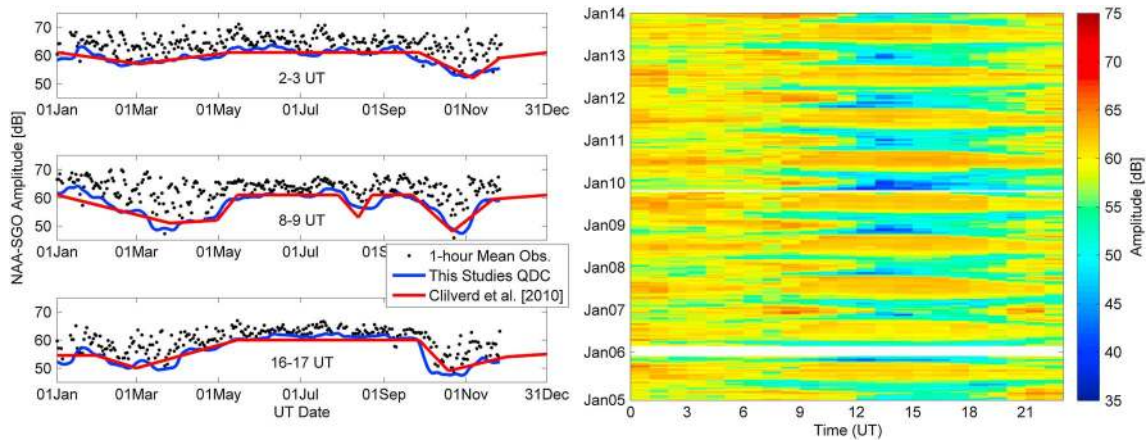 NAA-SGO Amplitude [dB]
70
60
50
2-3 UT
01Jan 01Mar 01May 01Jul 01Sep 01Nov 31Dec
70
60
50
8-9 UT
01Jan 01Mar 01May 01Jul 01Sep 01Nov 31Dec
1-hour Mean Obs.
This Studies QDC
Clilverd et al. [2010]
70
60
50
16-17 UT
01Jan 01Mar 01May 01Jul 01Sep 01Nov 31Dec
UT Date
Jan14
Jan13
Jan12
Jan11
Jan10
Jan09
Jan08
Jan07
Jan06
Jan05
0 3 6 9 12 15 18 21
Time (UT)
75
70
65
60
55
50
45
40
35
Amplitude [dB]